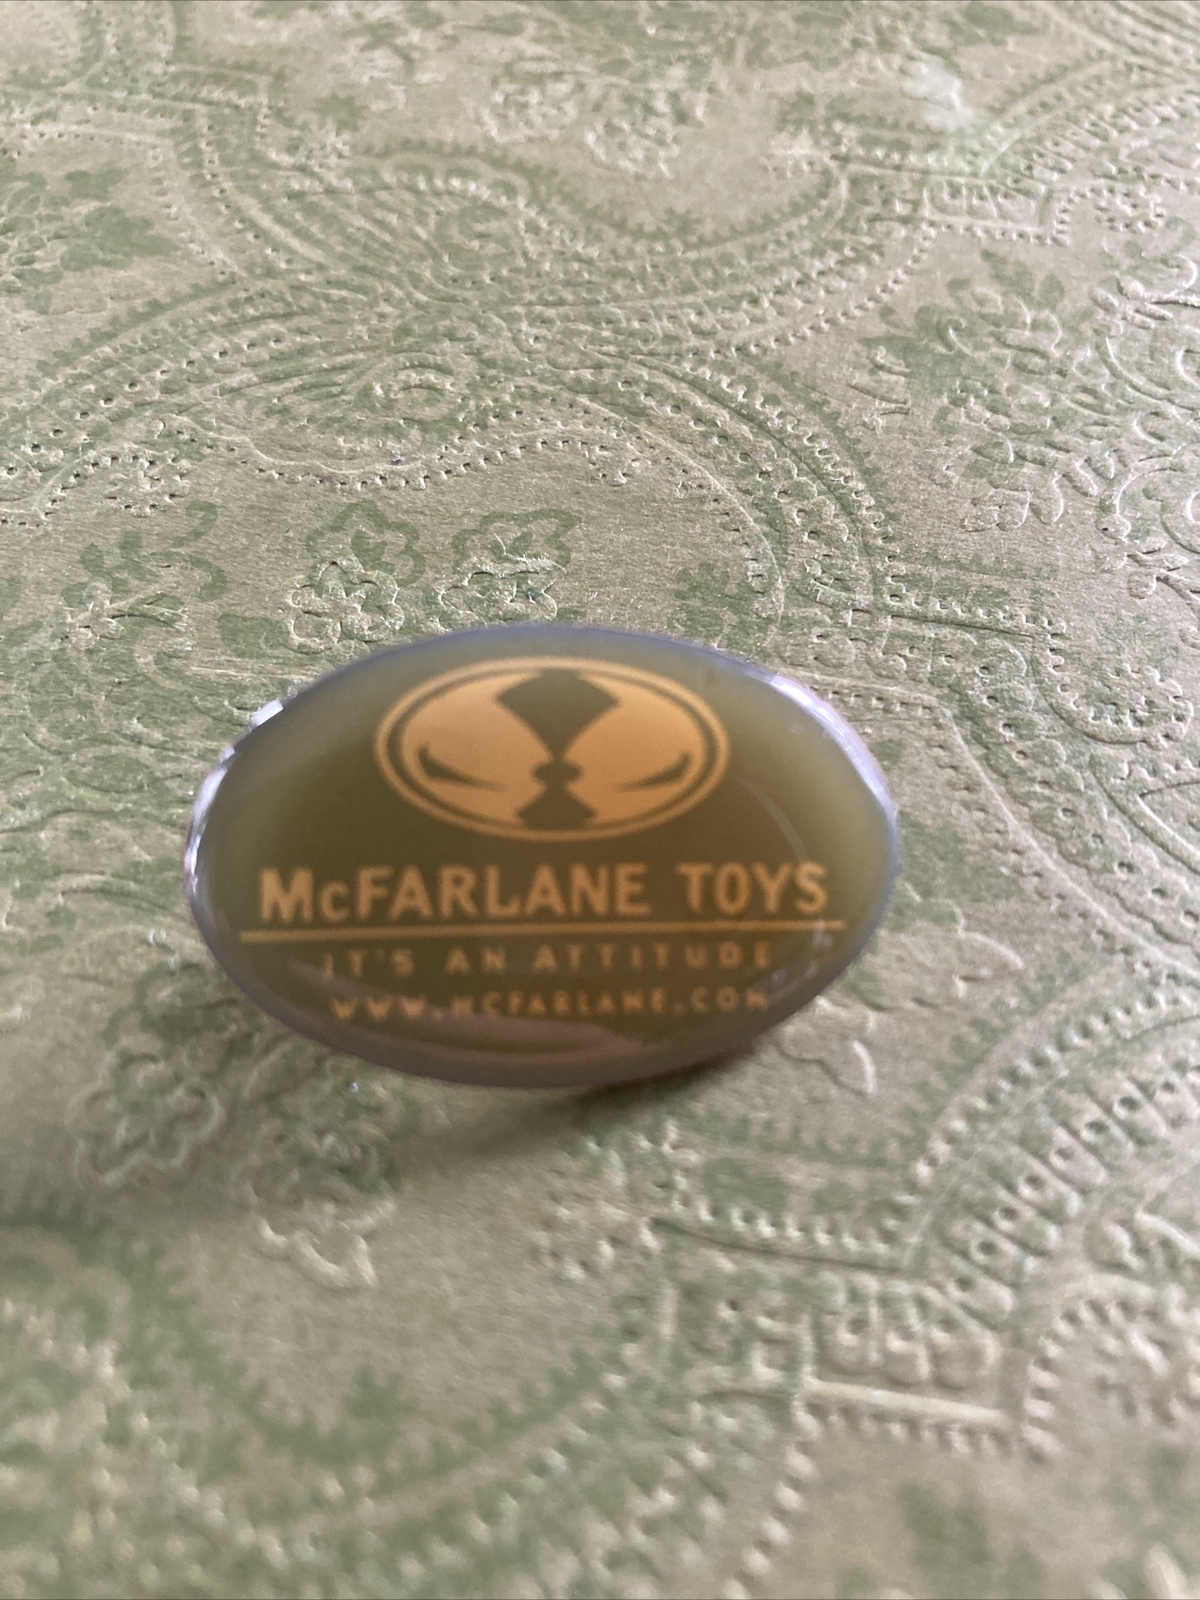 McFARLANE TOYS
IT'S AN ATTITUDE
WWW.MCFARLANE.COM